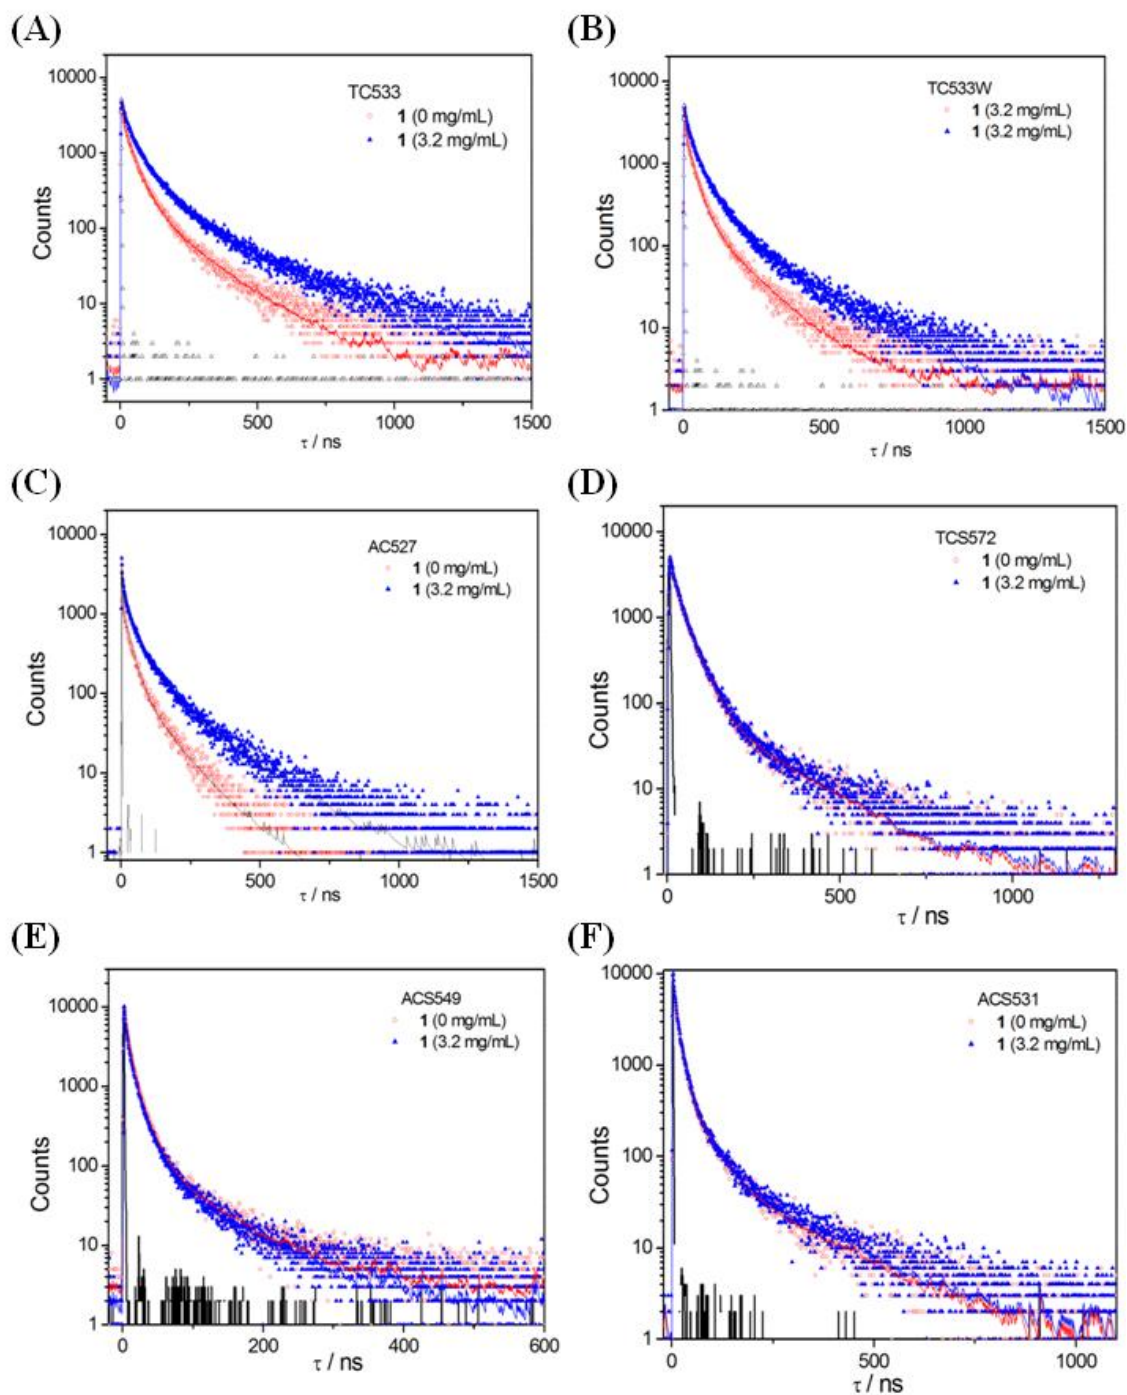 (A)
TC533
1 (0 mg/mL)
1 (3.2 mg/mL)
10000
1000
100
10
1
Counts
0 500 1000 1500
τ / ns
(B)
TC533W
1 (3.2 mg/mL)
1 (3.2 mg/mL)
10000
1000
100
10
1
Counts
0 500 1000 1500
τ / ns
(C)
AC527
1 (0 mg/mL)
1 (3.2 mg/mL)
10000
1000
100
10
1
Counts
0 500 1000 1500
τ / ns
(D)
TCS572
1 (0 mg/mL)
1 (3.2 mg/mL)
10000
1000
100
10
1
Counts
0 500 1000
τ / ns
(E)
ACS549
1 (0 mg/mL)
1 (3.2 mg/mL)
10000
1000
100
10
1
Counts
0 200 400 600
τ / ns
(F)
ACS531
1 (0 mg/mL)
1 (3.2 mg/mL)
10000
1000
100
10
1
Counts
0 500 1000
τ / ns